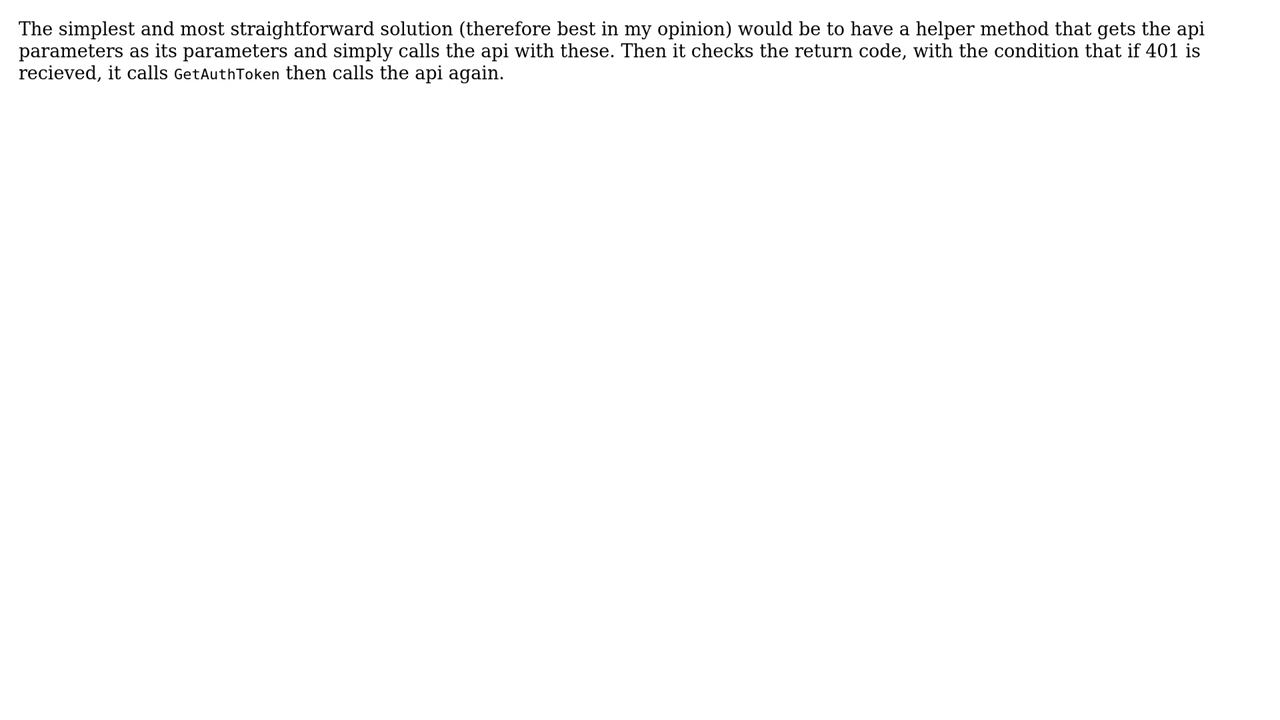 The simplest and most straightforward solution (therefore best in my opinion) would be to have a helper method that gets the api
parameters as its parameters and simply calls the api with these. Then it checks the return code, with the condition that if 401 is
recieved, it calls GetAuthToken then calls the api again.